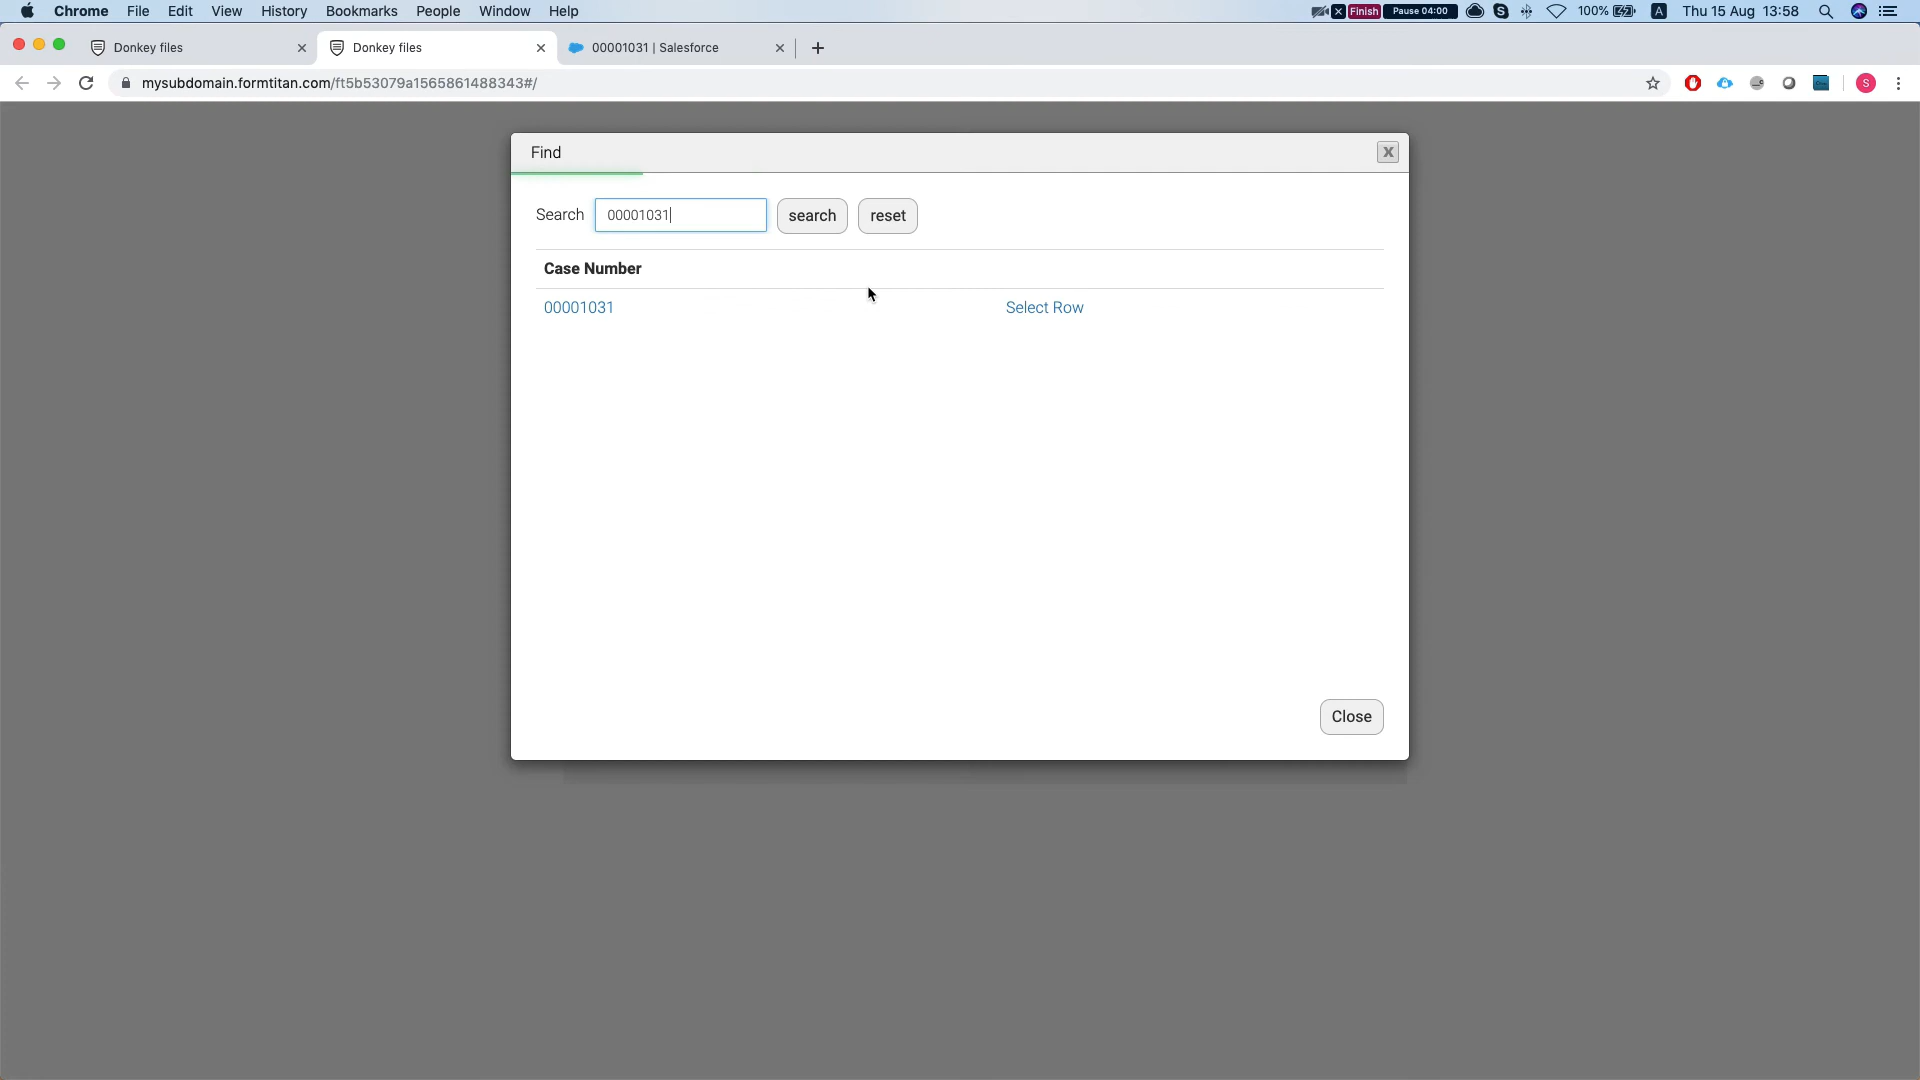 Chrome File Edit View History Bookmarks People Window Help
Finish Pause 04:00 100% A Thu 15 Aug 13:58
Donkey files
Donkey files
00001031 | Salesforce
mysubdomain.formtitan.com/ft5b53079a1565861488343#/
S
Find
X
Search 00001031 search reset
Case Number
00001031 Select Row
Close